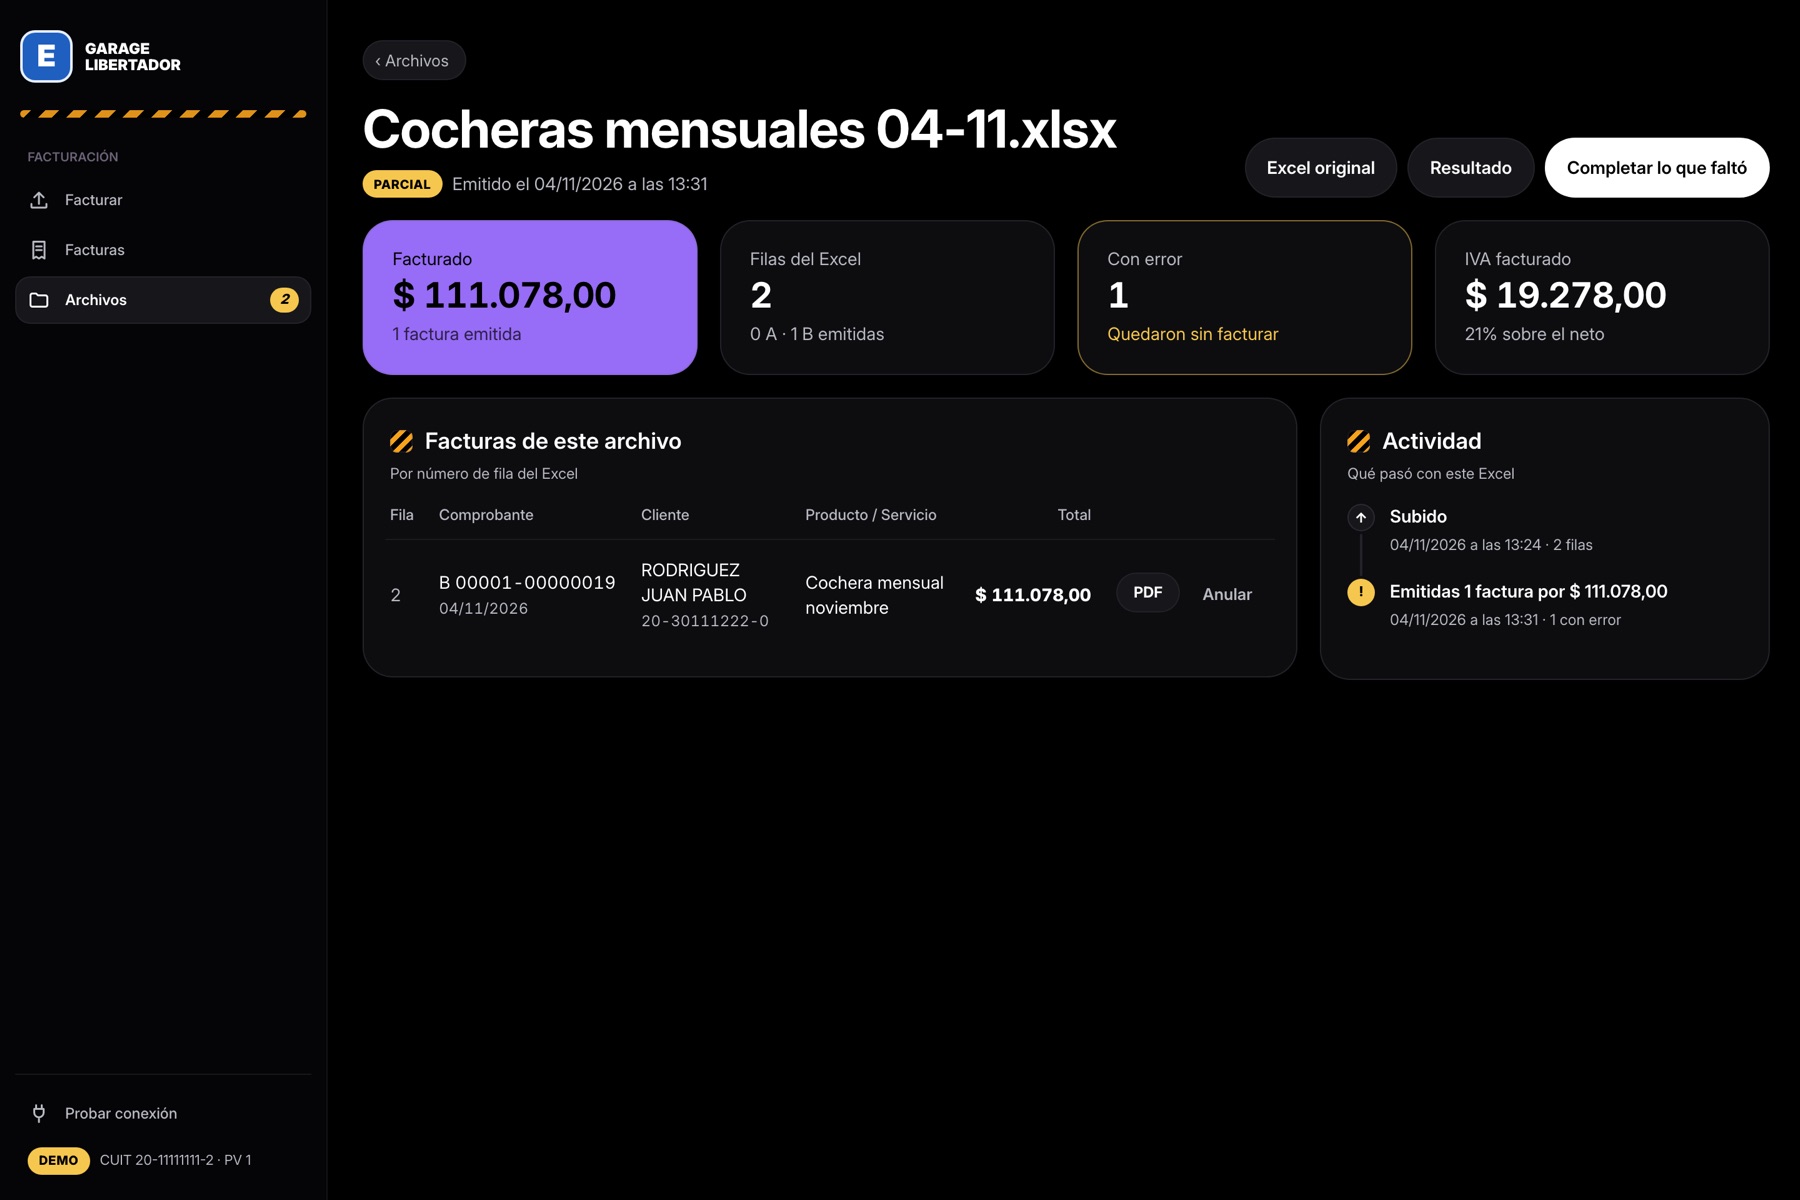 E
GARAGE
LIBERTADOR
FACTURACIÓN
Facturar
Facturas
Archivos
2
Probar conexión
DEMO CUIT 20-11111111-2 · PV 1
‹ Archivos
Cocheras mensuales 04-11.xlsx
PARCIAL Emitido el 04/11/2026 a las 13:31
Excel original
Resultado
Completar lo que faltó
Facturado
$ 111.078,00
1 factura emitida
Filas del Excel
2
0 A · 1 B emitidas
Con error
1
Quedaron sin facturar
IVA facturado
$ 19.278,00
21% sobre el neto
Facturas de este archivo
Por número de fila del Excel
Fila Comprobante Cliente Producto / Servicio Total
2
B 00001-00000019
04/11/2026
RODRIGUEZ
JUAN PABLO
20-30111222-0
Cochera mensual
noviembre
$ 111.078,00
PDF
Anular
Actividad
Qué pasó con este Excel
Subido
04/11/2026 a las 13:24 · 2 filas
! Emitidas 1 factura por $ 111.078,00
04/11/2026 a las 13:31 · 1 con error